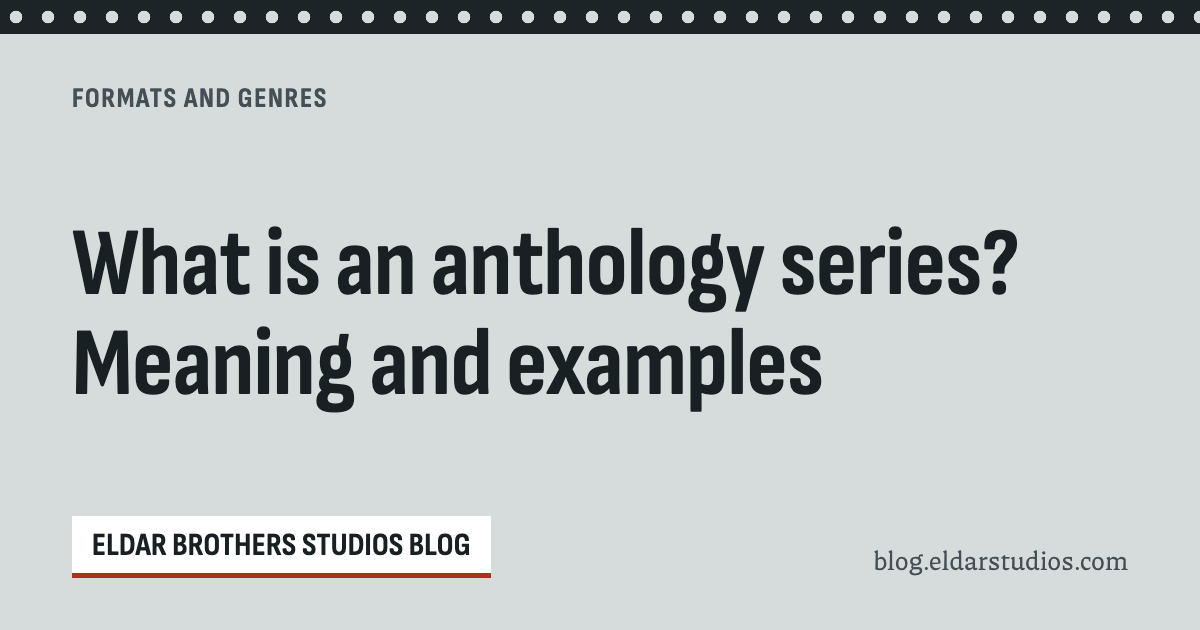 FORMATS AND GENRES
What is an anthology series?
Meaning and examples
ELDAR BROTHERS STUDIOS BLOG
blog.eldarstudios.com